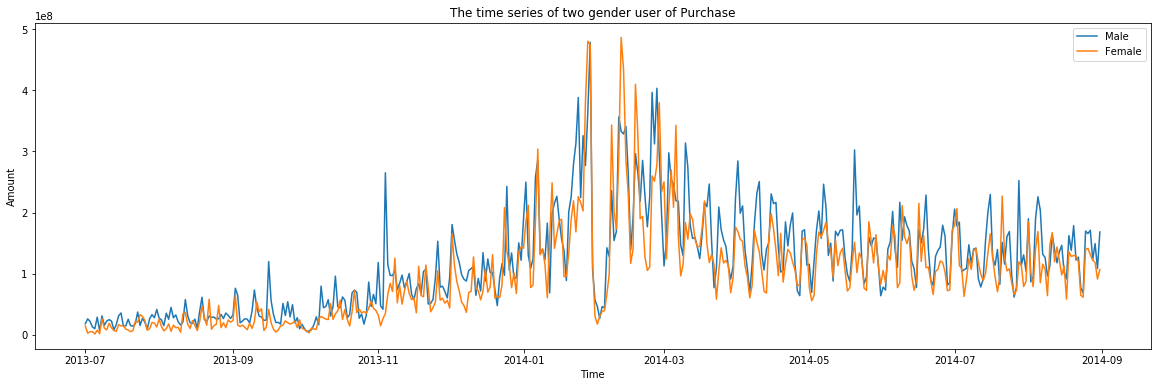 The time series of two gender user of Purchase
1e8
5
4
3
2
1
0
Amount
Male
Female
2013-07
2013-09
2013-11
2014-01
2014-03
2014-05
2014-07
2014-09
Time